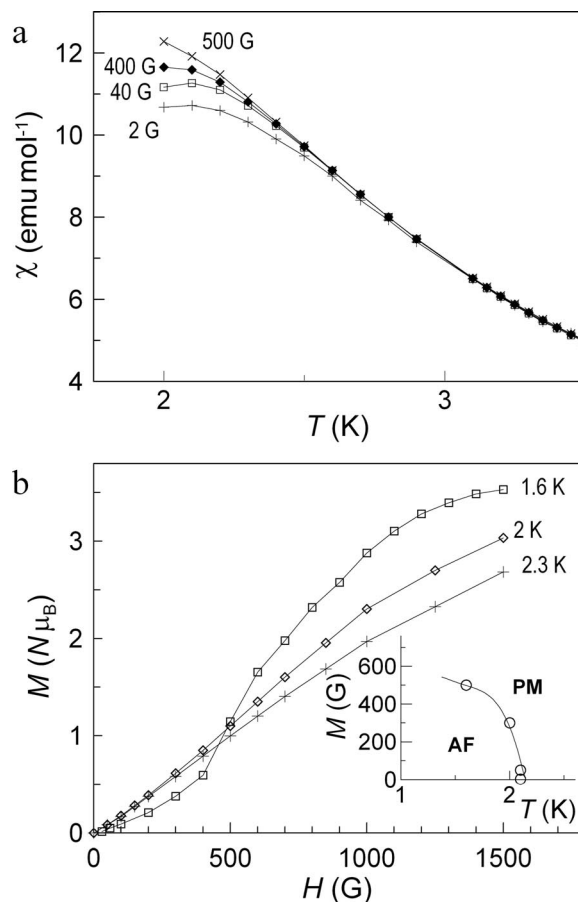 a
12
10
8
6
4
χ (emu mol⁻¹)
500 G
400 G
40 G
2 G
2
3
T (K)
b
3
2
1
0
M (NμB)
1.6 K
2 K
2.3 K
600
400
200
0
M (G)
PM
AF
1
2
T (K)
0
500
1000
1500
H (G)